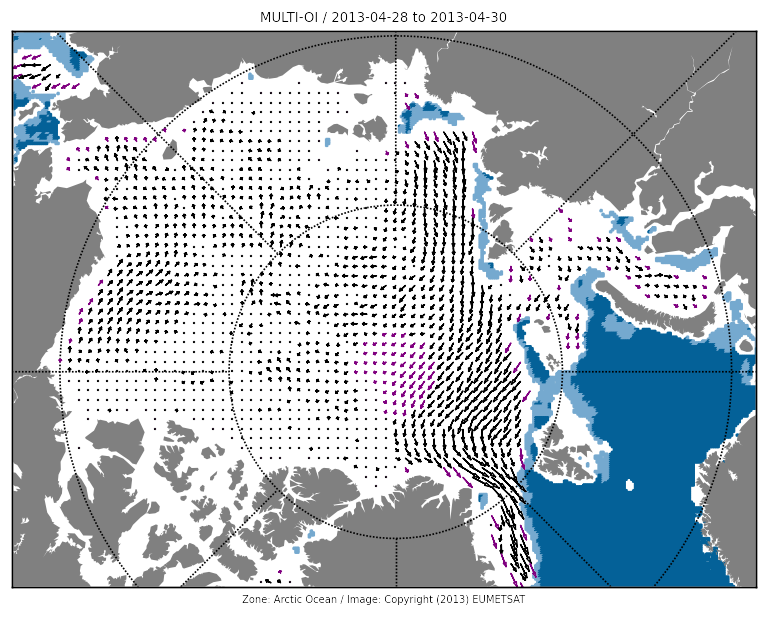 MULTI-OI / 2013-04-28 to 2013-04-30
Zone: Arctic Ocean / Image: Copyright (2013) EUMETSAT